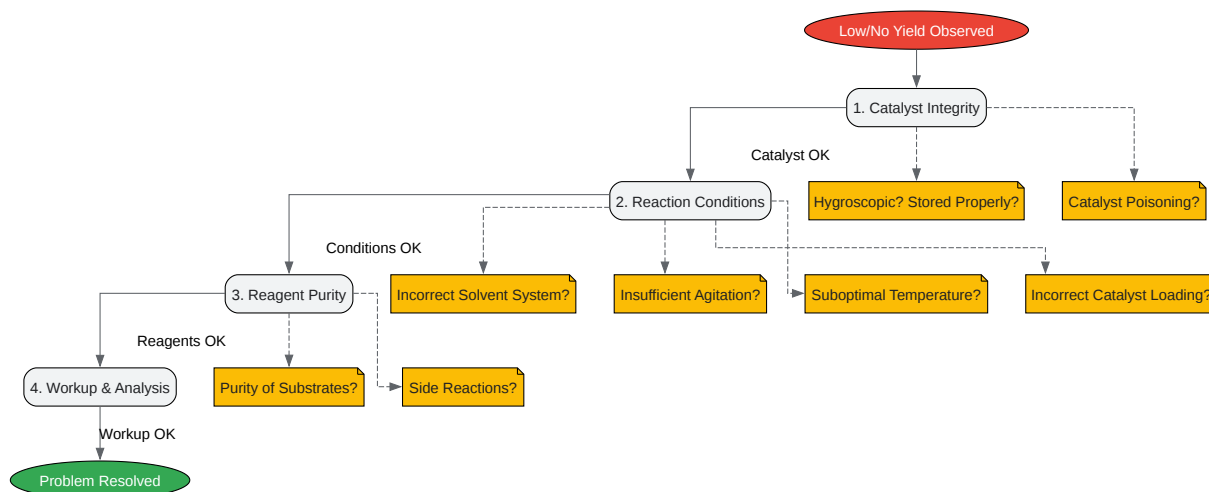 Low/No Yield Observed
1. Catalyst Integrity
Catalyst OK
2. Reaction Conditions
Hygroscopic? Stored Properly?
Catalyst Poisoning?
Conditions OK
3. Reagent Purity
Incorrect Solvent System?
Insufficient Agitation?
Suboptimal Temperature?
Incorrect Catalyst Loading?
Reagents OK
4. Workup & Analysis
Purity of Substrates?
Side Reactions?
Workup OK
Problem Resolved